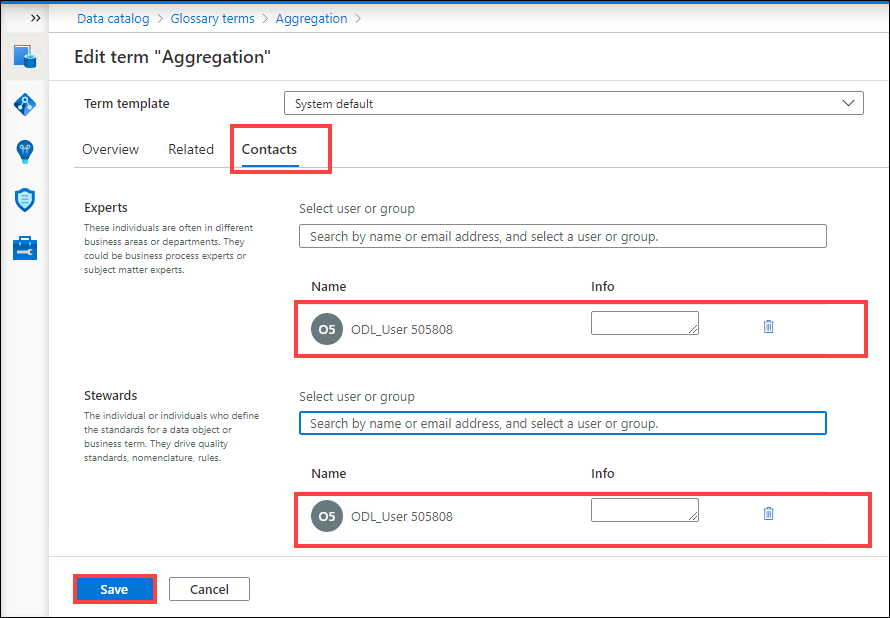 Data catalog > Glossary terms > Aggregation >
Edit term "Aggregation"
Term template
System default
Overview Related Contacts
Experts
These individuals are often in different
business areas or departments. They
could be business process experts or
subject matter experts.
Select user or group
Search by name or email address, and select a user or group.
Name Info
O5 ODL_User 505808
Stewards
The individual or individuals who define
the standards for a data object or
business term. They drive quality
standards, nomenclature, rules.
Select user or group
Search by name or email address, and select a user or group.
Name Info
O5 ODL_User 505808
Save Cancel